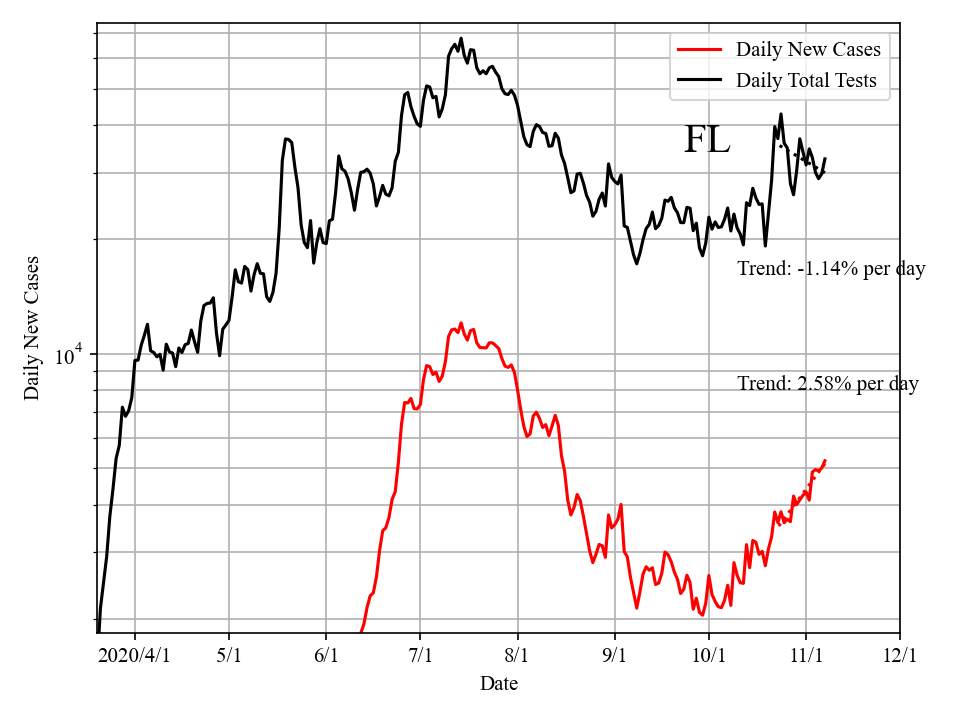 Daily New Cases
Daily Total Tests
FL
Trend: -1.14% per day
Trend: 2.58% per day
Daily New Cases
10^4
2020/4/1 5/1 6/1 7/1 8/1 9/1 10/1 11/1 12/1
Date